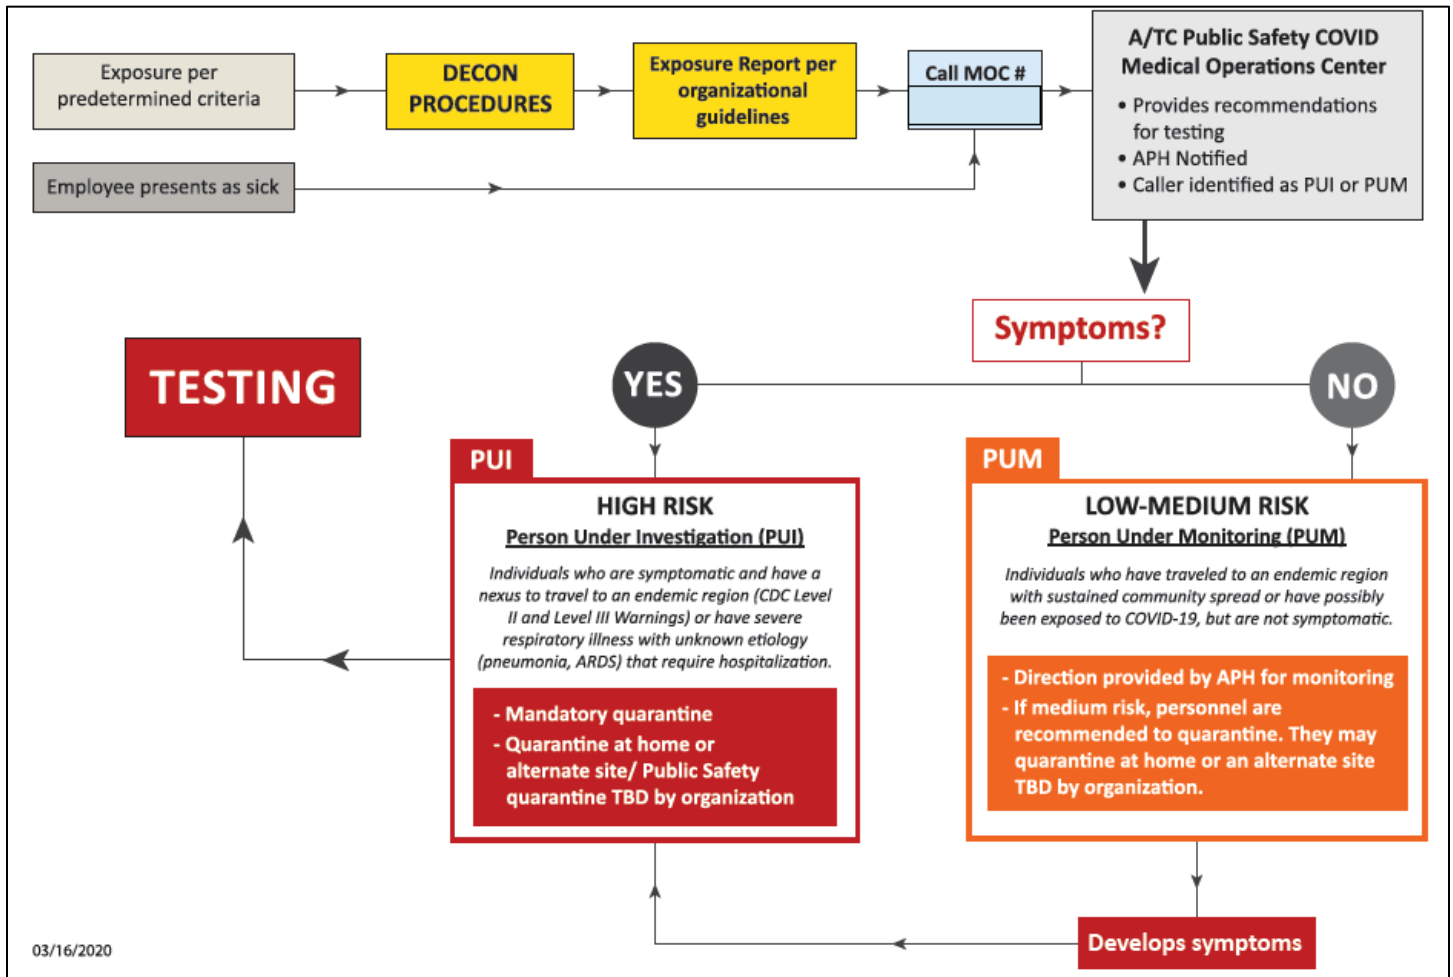 Exposure per
predetermined criteria
DECON
PROCEDURES
Exposure Report per
organizational
guidelines
Call MOC #
A/TC Public Safety COVID
Medical Operations Center
• Provides recommendations
for testing
• APH Notified
• Caller identified as PUI or PUM
Employee presents as sick
Symptoms?
TESTING
YES
NO
PUI
HIGH RISK
Person Under Investigation (PUI)
Individuals who are symptomatic and have a
nexus to travel to an endemic region (CDC Level
II and Level III Warnings) or have severe
respiratory illness with unknown etiology
(pneumonia, ARDS) that require hospitalization.
- Mandatory quarantine
- Quarantine at home or
alternate site/ Public Safety
quarantine TBD by organization
PUM
LOW-MEDIUM RISK
Person Under Monitoring (PUM)
Individuals who have traveled to an endemic region
with sustained community spread or have possibly
been exposed to COVID-19, but are not symptomatic.
- Direction provided by APH for monitoring
- If medium risk, personnel are
recommended to quarantine. They may
quarantine at home or an alternate site
TBD by organization.
Develops symptoms
03/16/2020